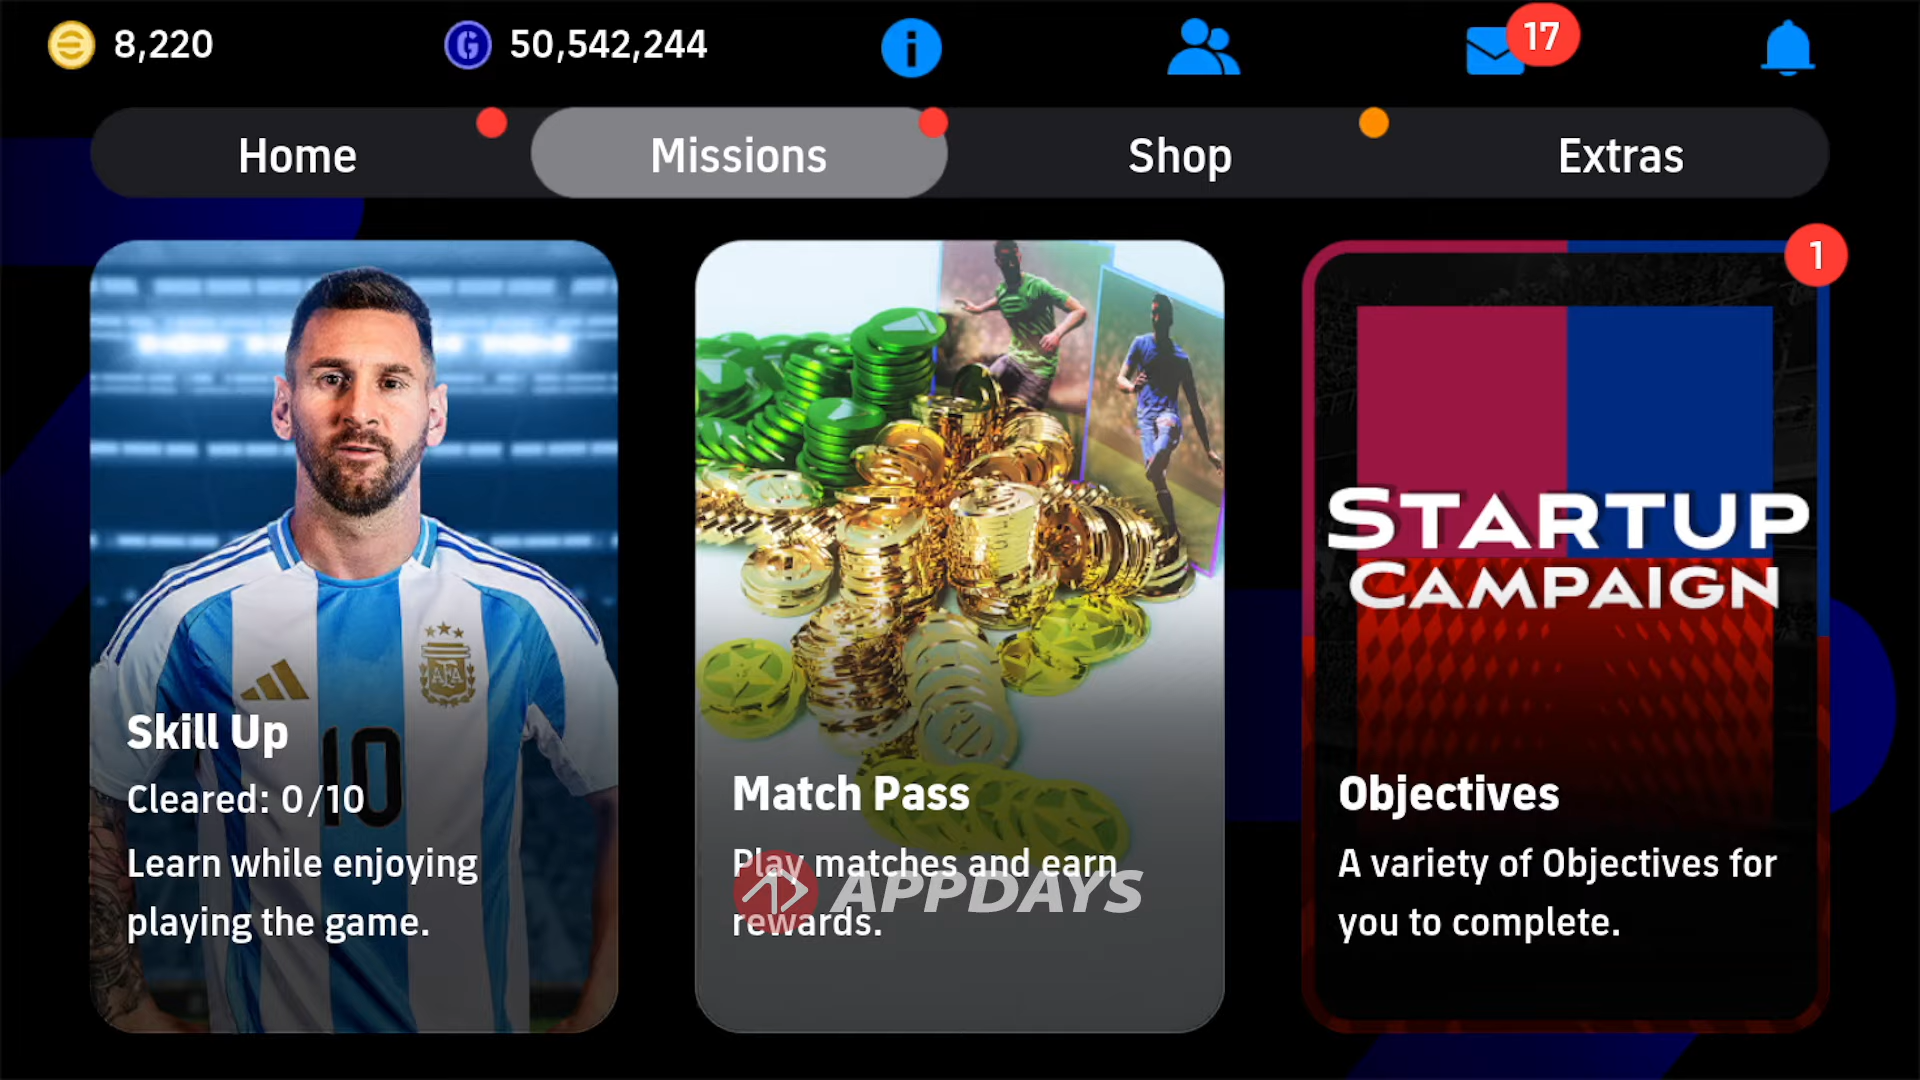 8,220
G 50,542,244
17
Home
Missions
Shop
Extras
1
AFA
10
Skill Up
Cleared: 0/10
Learn while enjoying
playing the game.
Match Pass
Play matches and earn
rewards.
APPDAYS
STARTUP
CAMPAIGN
Objectives
A variety of Objectives for
you to complete.